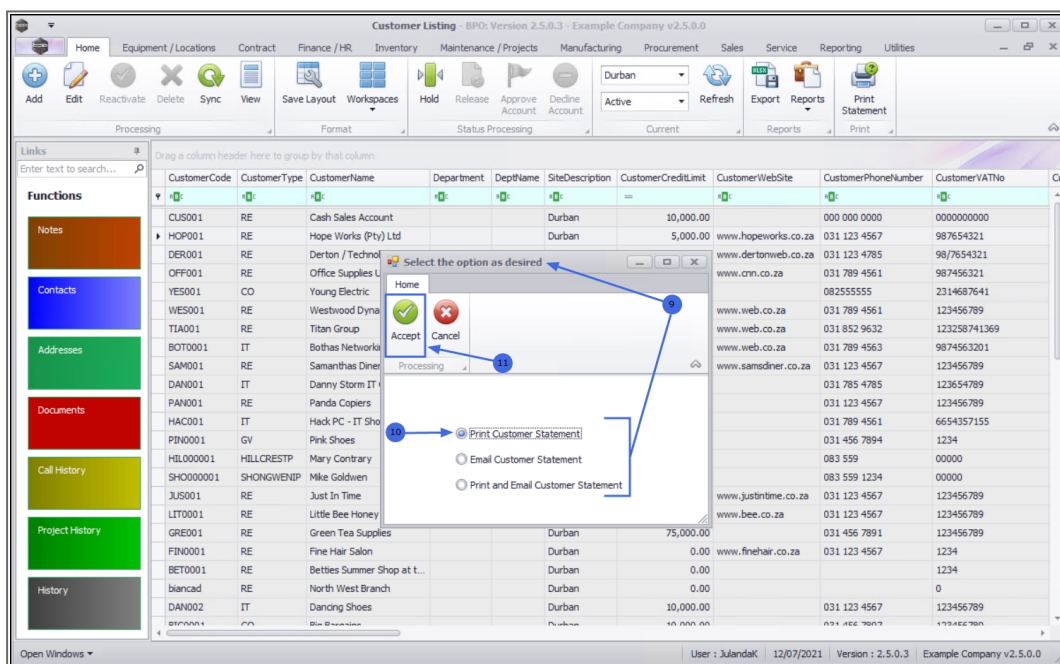 Customer Listing - BPO: Version 2.5.0.3 - Example Company v2.5.0.0
Home Equipment / Locations Contract Finance / HR Inventory Maintenance / Projects Manufacturing Procurement Sales Service Reporting Utilities
Add Edit Reactivate Delete Sync View Save Layout Workspaces Hold Release Approve Account Decline Account Durban Active Refresh Export Reports Print Statement
Processing Format Status Processing Current Reports Print
Links
Enter text to search...
Functions
Notes
Contacts
Addresses
Documents
Call History
Project History
History
Drag a column header here to group by that column
CustomerCode CustomerType CustomerName Department DeptName SiteDescription CustomerCreditLimit CustomerWebSite CustomerPhoneNumber CustomerVATNo
CUS001 RE Cash Sales Account Durban 10,000.00 000 000 0000 0000000000
HOP001 RE Hope Works (Pty) Ltd Durban 5,000.00 www.hopeworks.co.za 031 123 4567 987654321
DER001 RE Derton / Technol www.dertonweb.co.za 031 123 4785 98/7654321
OFF001 RE Office Supplies www.cnn.co.za 031 789 4561 987456321
YES001 CO Young Electric 082555555 2314687641
WES001 RE Westwood Dyna www.web.co.za 031 789 4561 123456789
TIA001 RE Titan Group www.web.co.za 031 852 9632 123258741369
BOT0001 IT Bothas Networki www.web.co.za 031 789 4563 9874563201
SAM001 RE Samanthas Diner www.samsdiner.co.za 031 123 4567 123456789
DAN001 IT Danny Storm IT 031 785 4785 123654789
PAN001 RE Panda Copiers 031 123 4567 123456789
HAC001 IT Hack PC - IT Sho 031 789 4561 6654357155
PIN0001 GV Pink Shoes 031 456 7894 1234
HIL000001 HILLCRESTP Mary Contrary 083 559 00000
SHO000001 SHONGWENIP Mike Goldwen 083 559 1234 00000
JUS001 RE Just In Time www.justintime.co.za 031 123 4567 123456789
LIT0001 RE Little Bee Honey www.bee.co.za 031 123 4567 123456789
GRE001 RE Green Tea Supplies Durban 75,000.00 031 456 7891 123456789
FIN0001 RE Fine Hair Salon Durban 0.00 www.finehair.co.za 031 123 4567 1234
BET0001 RE Betties Summer Shop at t... Durban 0.00 1234
biancad RE North West Branch Durban 0.00 0
DAN002 IT Dancing Shoes Durban 10,000.00 031 123 4567 123456789
BIG0001 CO Big Bargains Durban 10,000.00 031 456 7897 123456789
Select the option as desired
Home
Accept Cancel
Processing
9
11
10
Print Customer Statement
Email Customer Statement
Print and Email Customer Statement
Open Windows User : JulandaK 12/07/2021 Version : 2.5.0.3 Example Company v2.5.0.0